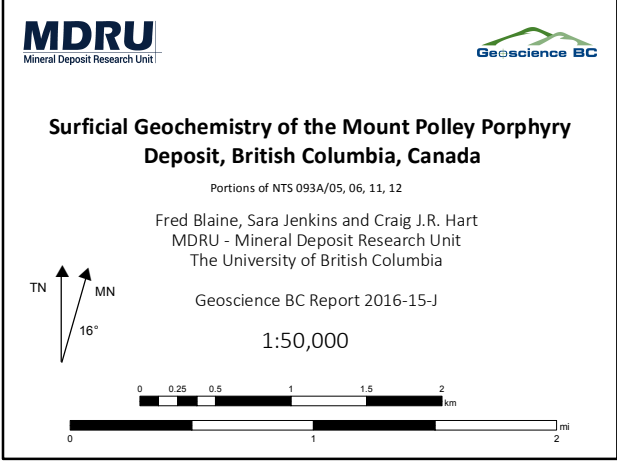 MDRU
Mineral Deposit Research Unit
Geoscience BC
Surficial Geochemistry of the Mount Polley Porphyry
Deposit, British Columbia, Canada
Portions of NTS 093A/05, 06, 11, 12
Fred Blaine, Sara Jenkins and Craig J.R. Hart
MDRU - Mineral Deposit Research Unit
The University of British Columbia
TN
MN
Geoscience BC Report 2016-15-J
16°
1:50,000
0 0.25 0.5 1 1.5 2
km
mi
0 1 2